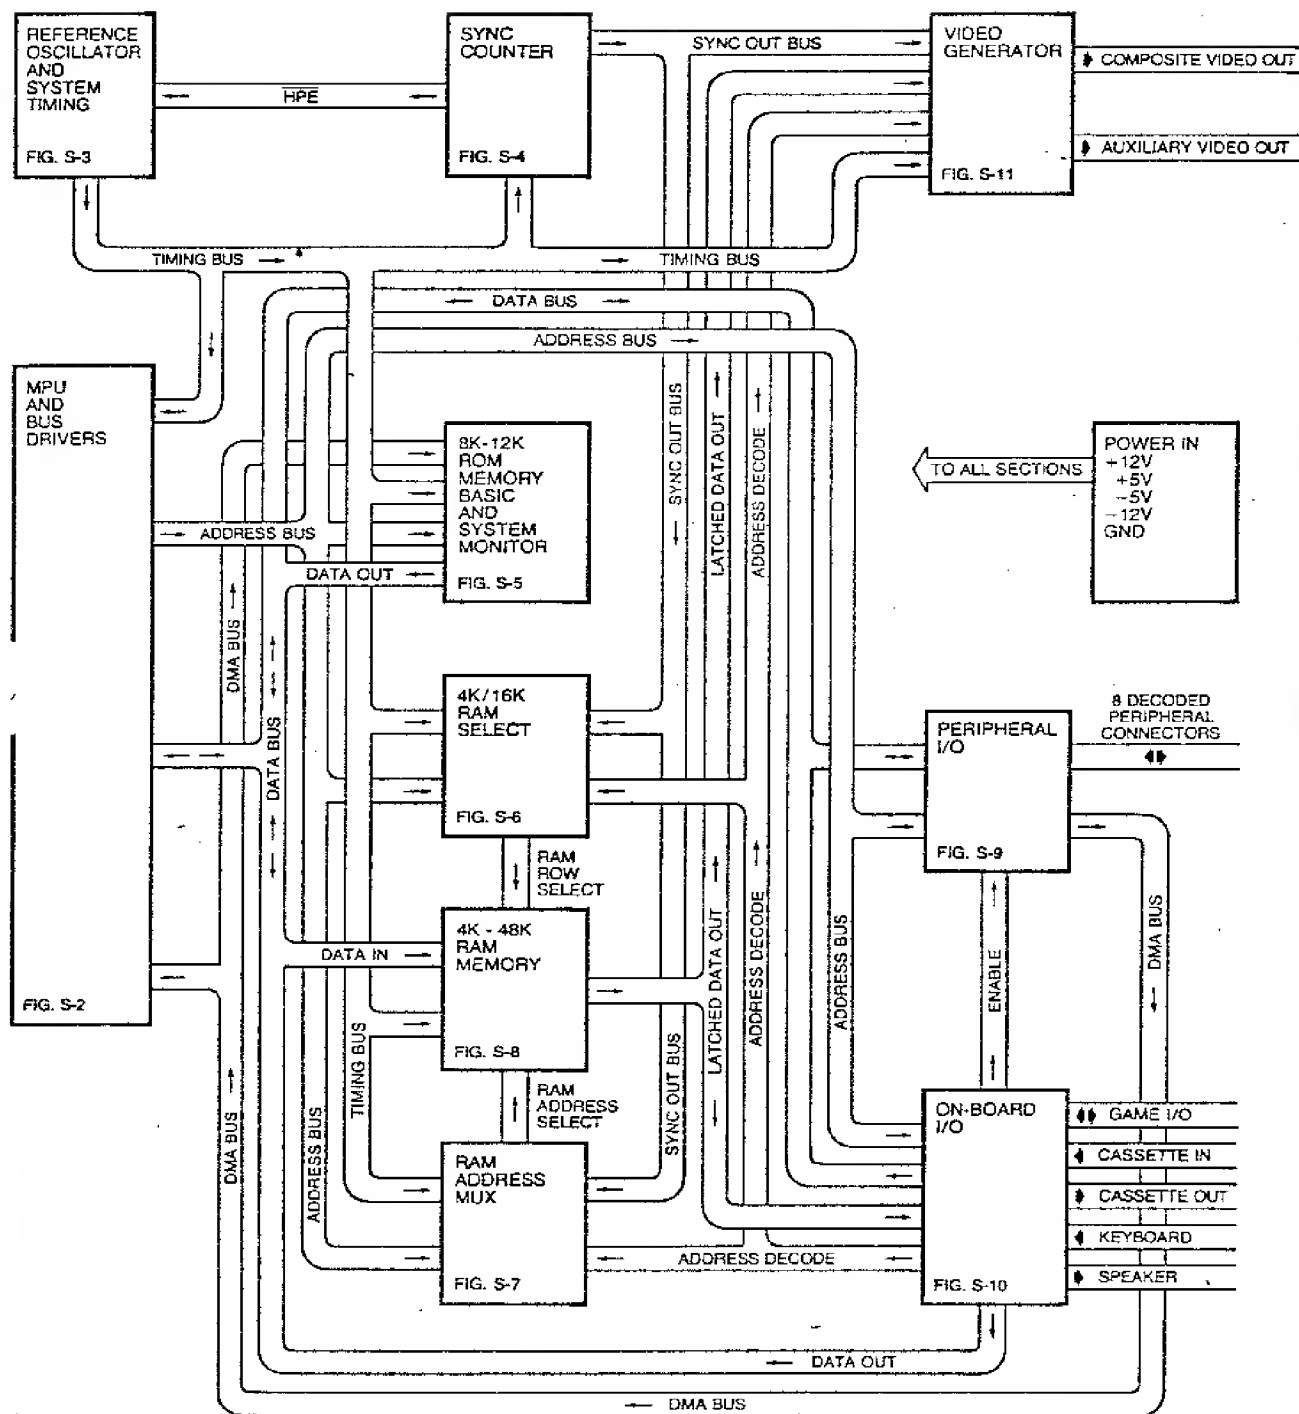 REFERENCE
OSCILLATOR
AND
SYSTEM
TIMING
FIG. S-3
HPE
SYNC
COUNTER
FIG. S-4
SYNC OUT BUS
VIDEO
GENERATOR
FIG. S-11
COMPOSITE VIDEO OUT
AUXILIARY VIDEO OUT
TIMING BUS
TIMING BUS
DATA BUS
ADDRESS BUS
MPU
AND
BUS
DRIVERS
FIG. S-2
8K-12K
ROM
MEMORY
BASIC
AND
SYSTEM
MONITOR
FIG. S-5
ADDRESS BUS
DATA OUT
SYNC OUT BUS
LATCHED DATA OUT
ADDRESS DECODE
TO ALL SECTIONS
POWER IN
+12V
+5V
-5V
-12V
GND
DMA BUS
DATA BUS
4K/16K
RAM
SELECT
FIG. S-6
RAM
ROW
SELECT
PERIPHERAL
I/O
FIG. S-9
8 DECODED
PERIPHERAL
CONNECTORS
4K - 48K
RAM
MEMORY
FIG. S-8
DATA IN
LATCHED DATA OUT
ADDRESS DECODE
ADDRESS BUS
ENABLE
DMA BUS
TIMING BUS
RAM
ADDRESS
SELECT
SYNC OUT BUS
DMA BUS
ADDRESS BUS
RAM
ADDRESS
MUX
FIG. S-7
ADDRESS DECODE
ON-BOARD
I/O
FIG. S-10
GAME I/O
CASSETTE IN
CASSETTE OUT
KEYBOARD
SPEAKER
DATA OUT
DMA BUS